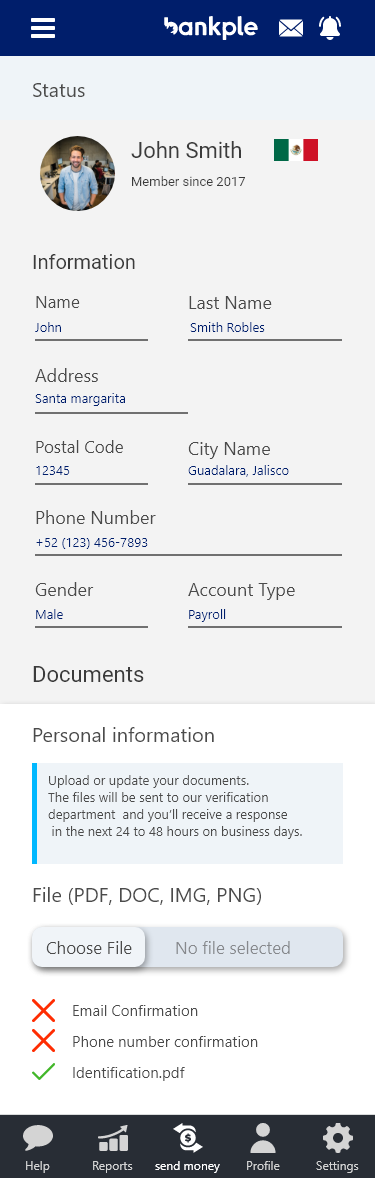 bankple
Status
John Smith
Member since 2017
Information
Name
Last Name
John
Smith Robles
Address
Santa margarita
Postal Code
City Name
12345
Guadalara, Jalisco
Phone Number
+52 (123) 456-7893
Gender
Account Type
Male
Payroll
Documents
Personal information
Upload or update your documents.
The files will be sent to our verification
department and you'll receive a response
in the next 24 to 48 hours on business days.
File (PDF, DOC, IMG, PNG)
Choose File
No file selected
Email Confirmation
Phone number confirmation
Identification.pdf
Help
Reports
send money
Profile
Settings